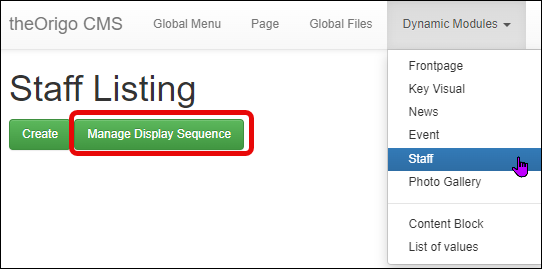 theOrigo CMS Global Menu Page Global Files Dynamic Modules
Staff Listing
Create Manage Display Sequence
Frontpage
Key Visual
News
Event
Staff
Photo Gallery
Content Block
List of values